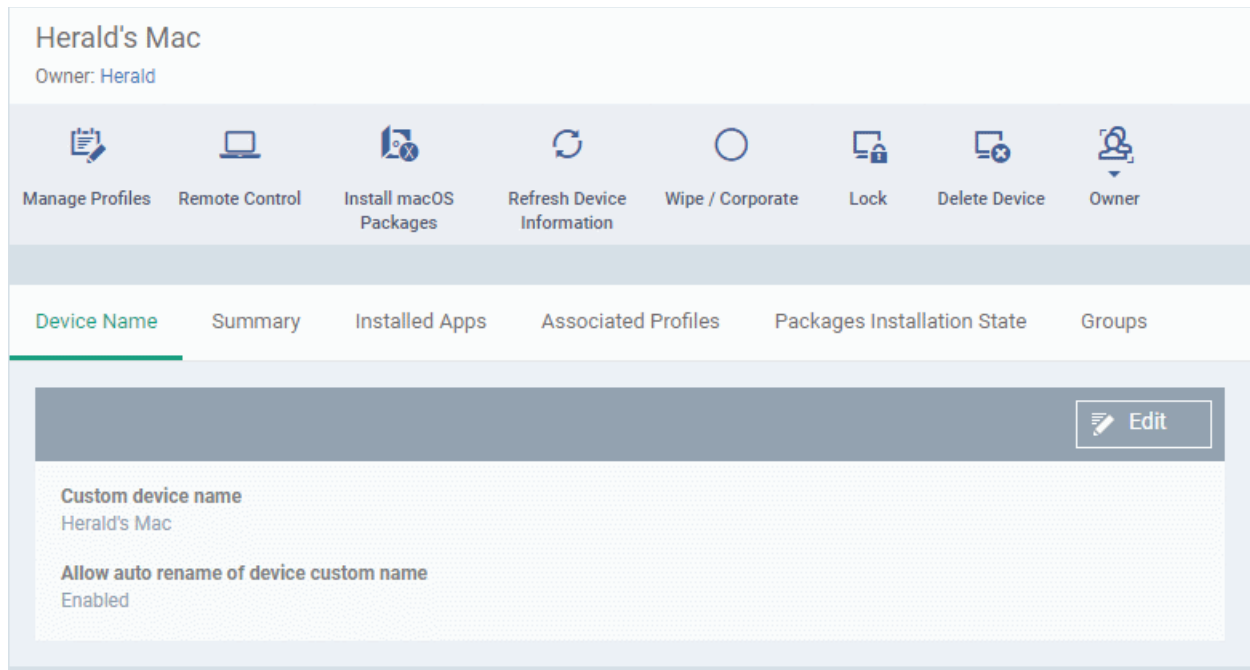 Herald's Mac
Owner: Herald
Manage Profiles
Remote Control
Install macOS
Packages
Refresh Device
Information
Wipe / Corporate
Lock
Delete Device
Owner
Device Name
Summary
Installed Apps
Associated Profiles
Packages Installation State
Groups
Edit
Custom device name
Herald's Mac
Allow auto rename of device custom name
Enabled